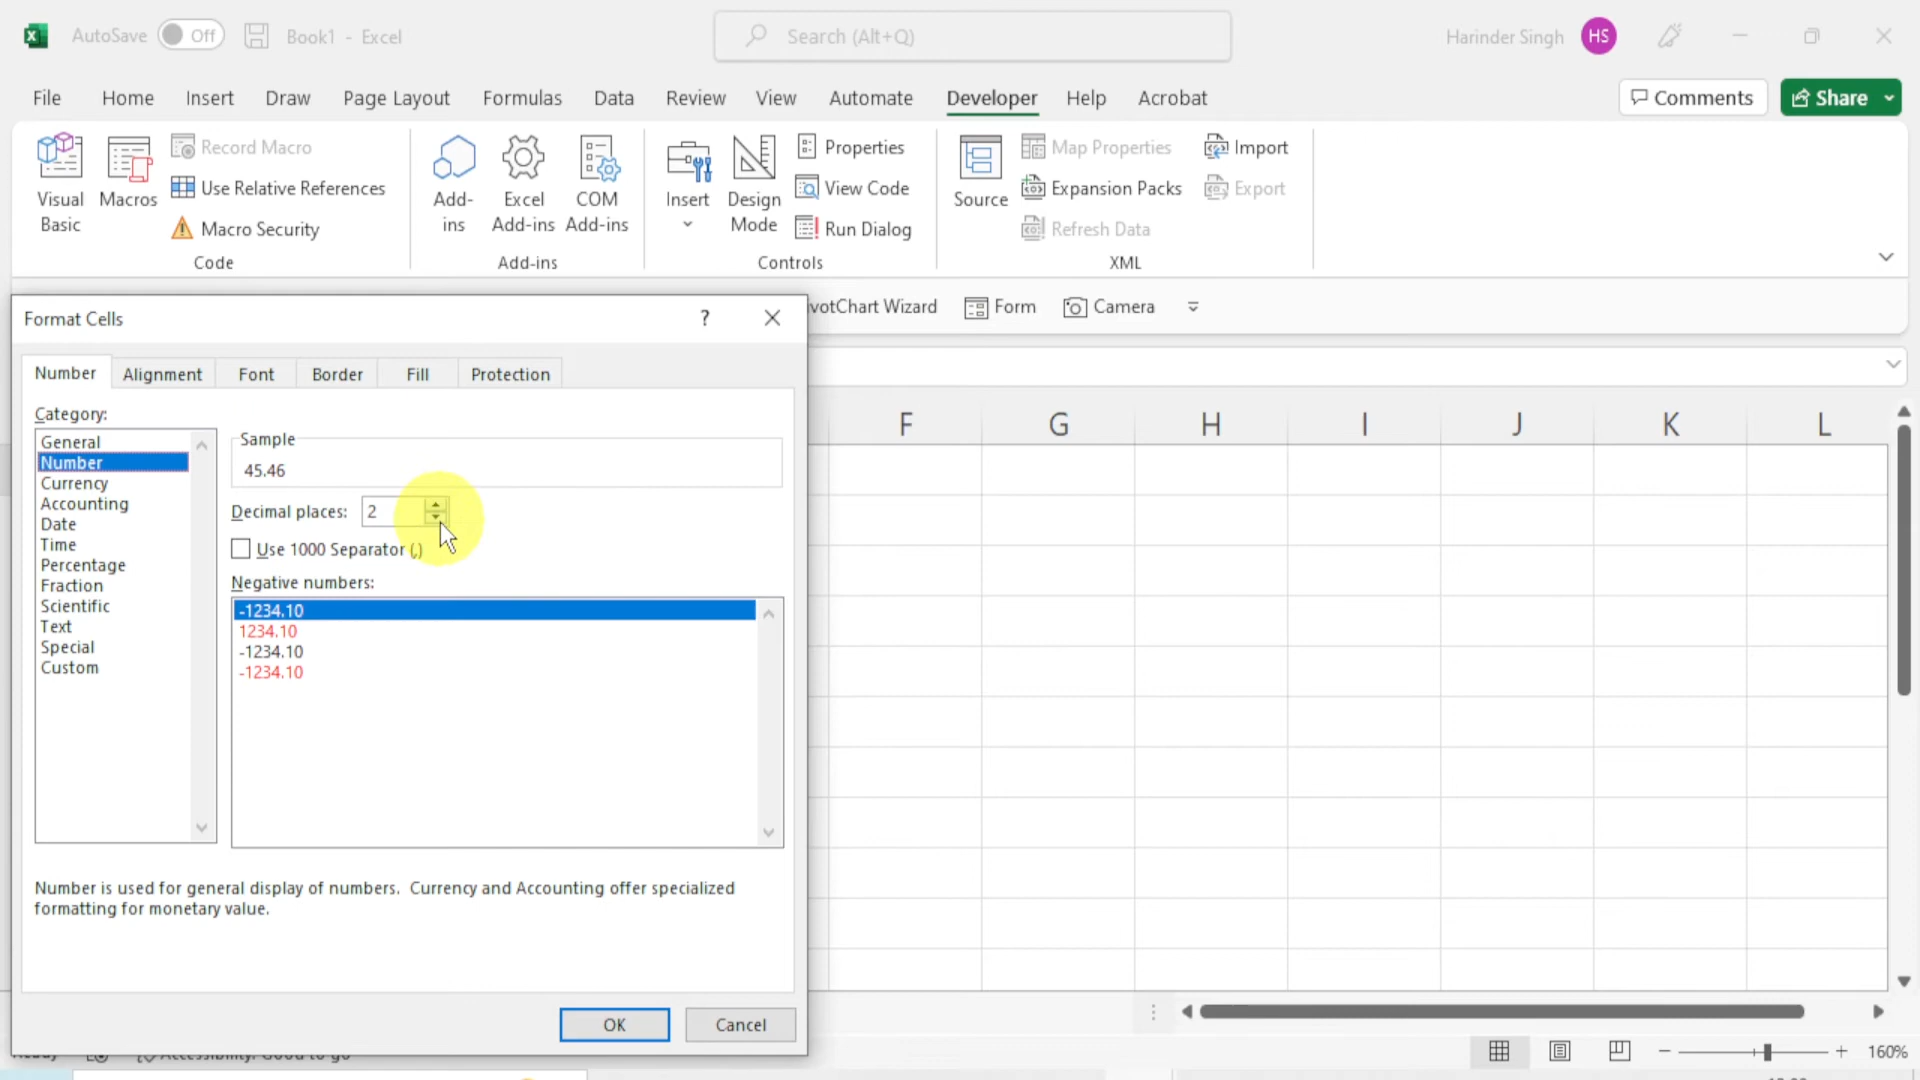 AutoSave Off Book1 - Excel Search (Alt+Q) Harinder Singh HS
File Home Insert Draw Page Layout Formulas Data Review View Automate Developer Help Acrobat Comments Share
Visual Basic
Macros
Record Macro
Use Relative References
Macro Security
Code
Add-ins
Excel Add-ins
COM Add-ins
Add-ins
Insert
Design Mode
Properties
View Code
Run Dialog
Controls
Source
Map Properties
Expansion Packs
Refresh Data
Import
Export
XML
votChart Wizard Form Camera
Format Cells ?
Number Alignment Font Border Fill Protection
Category:
General
Number
Currency
Accounting
Date
Time
Percentage
Fraction
Scientific
Text
Special
Custom
Sample
45.46
Decimal places: 2
Use 1000 Separator (,)
Negative numbers:
-1234.10
1234.10
-1234.10
-1234.10
Number is used for general display of numbers. Currency and Accounting offer specialized
formatting for monetary value.
OK Cancel
F G H I J K L
Accessibility: Good to go
160%